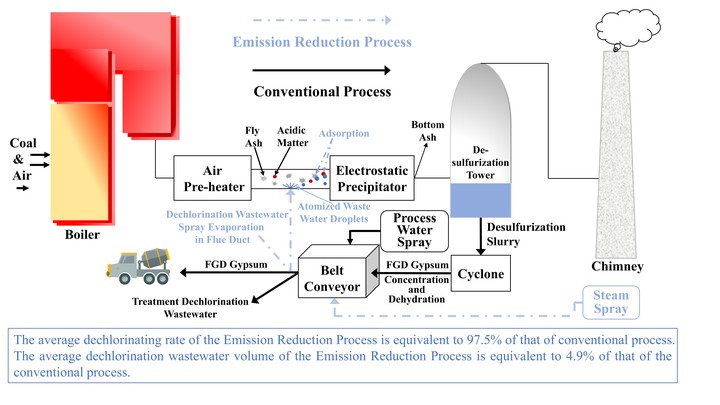 Emission Reduction Process
Conventional Process
Coal
&
Air
Boiler
Fly
Ash
Acidic
Matter
Adsorption
Bottom
Ash
Air
Pre-heater
Electrostatic
Precipitator
De-
sulfurization
Tower
Atomized Waste
Water Droplets
Dechlorination Wastewater
Spray Evaporation
in Flue Duct
Process
Water
Spray
Desulfurization
Slurry
Chimney
FGD Gypsum
Belt
Conveyor
FGD Gypsum
Concentration
and
Dehydration
Cyclone
Treatment Dechlorination
Wastewater
Steam
Spray
The average dechlorinating rate of the Emission Reduction Process is equivalent to 97.5% of that of conventional process.
The average dechlorination wastewater volume of the Emission Reduction Process is equivalent to 4.9% of that of the
conventional process.